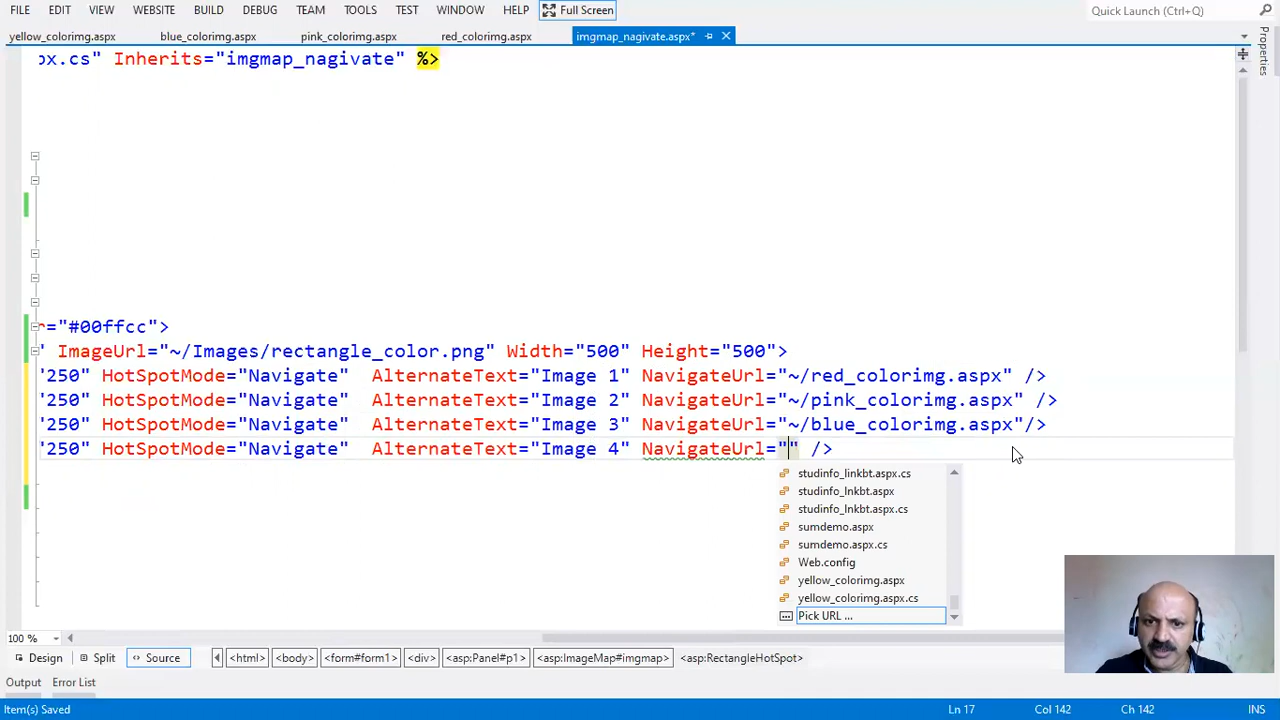 FILE EDIT VIEW WEBSITE BUILD DEBUG TEAM TOOLS TEST WINDOW HELP Full Screen Quick Launch (Ctrl+Q)
yellow_colorimg.aspx blue_colorimg.aspx pink_colorimg.aspx red_colorimg.aspx imgmap_nagivate.aspx*
Properties
ox.cs" Inherits="imgmap_nagivate" %>
r="#00ffcc">
" ImageUrl="~/Images/rectangle_color.png" Width="500" Height="500">
"250" HotSpotMode="Navigate" AlternateText="Image 1" NavigateUrl="~/red_colorimg.aspx" />
"250" HotSpotMode="Navigate" AlternateText="Image 2" NavigateUrl="~/pink_colorimg.aspx" />
"250" HotSpotMode="Navigate" AlternateText="Image 3" NavigateUrl="~/blue_colorimg.aspx"/>
"250" HotSpotMode="Navigate" AlternateText="Image 4" NavigateUrl="" />
studinfo_linkbt.aspx.cs
studinfo_lnkbt.aspx
studinfo_lnkbt.aspx.cs
sumdemo.aspx
sumdemo.aspx.cs
Web.config
yellow_colorimg.aspx
yellow_colorimg.aspx.cs
Pick URL ...
100 %
Design Split Source <html> <body> <form#form1> <div> <asp:Panel#p1> <asp:ImageMap#imgmap> <asp:RectangleHotSpot>
Output Error List
Item(s) Saved Ln 17 Col 142 Ch 142 INS